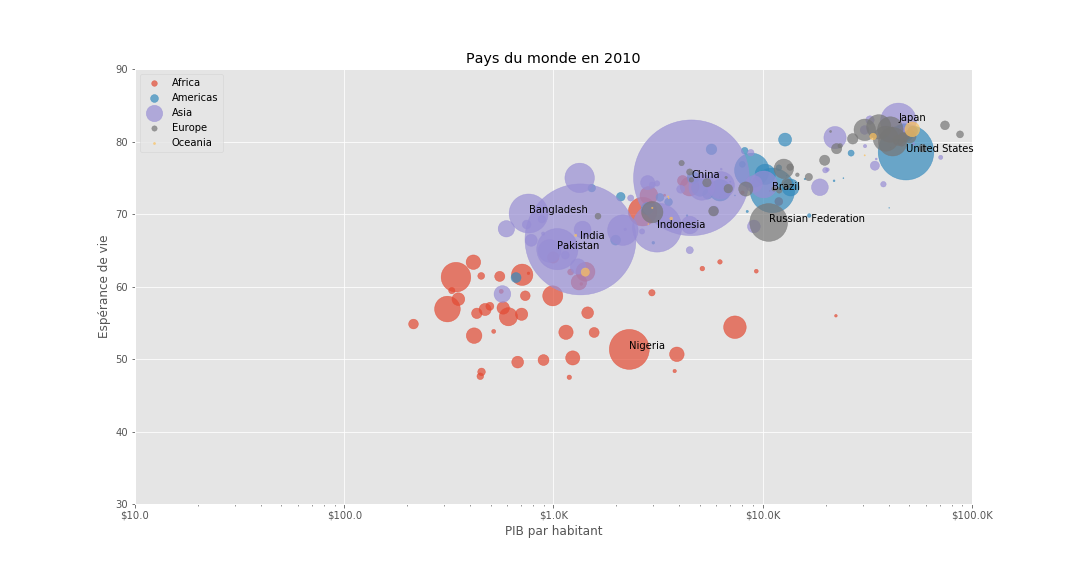 Pays du monde en 2010
90
80
70
60
50
40
30
Espérance de vie
Africa
Americas
Asia
Europe
Oceania
Japan
United States
China
Brazil
Bangladesh
Russian Federation
Indonesia
India
Pakistan
Nigeria
$10.0
$100.0
$1.0K
$10.0K
$100.0K
PIB par habitant